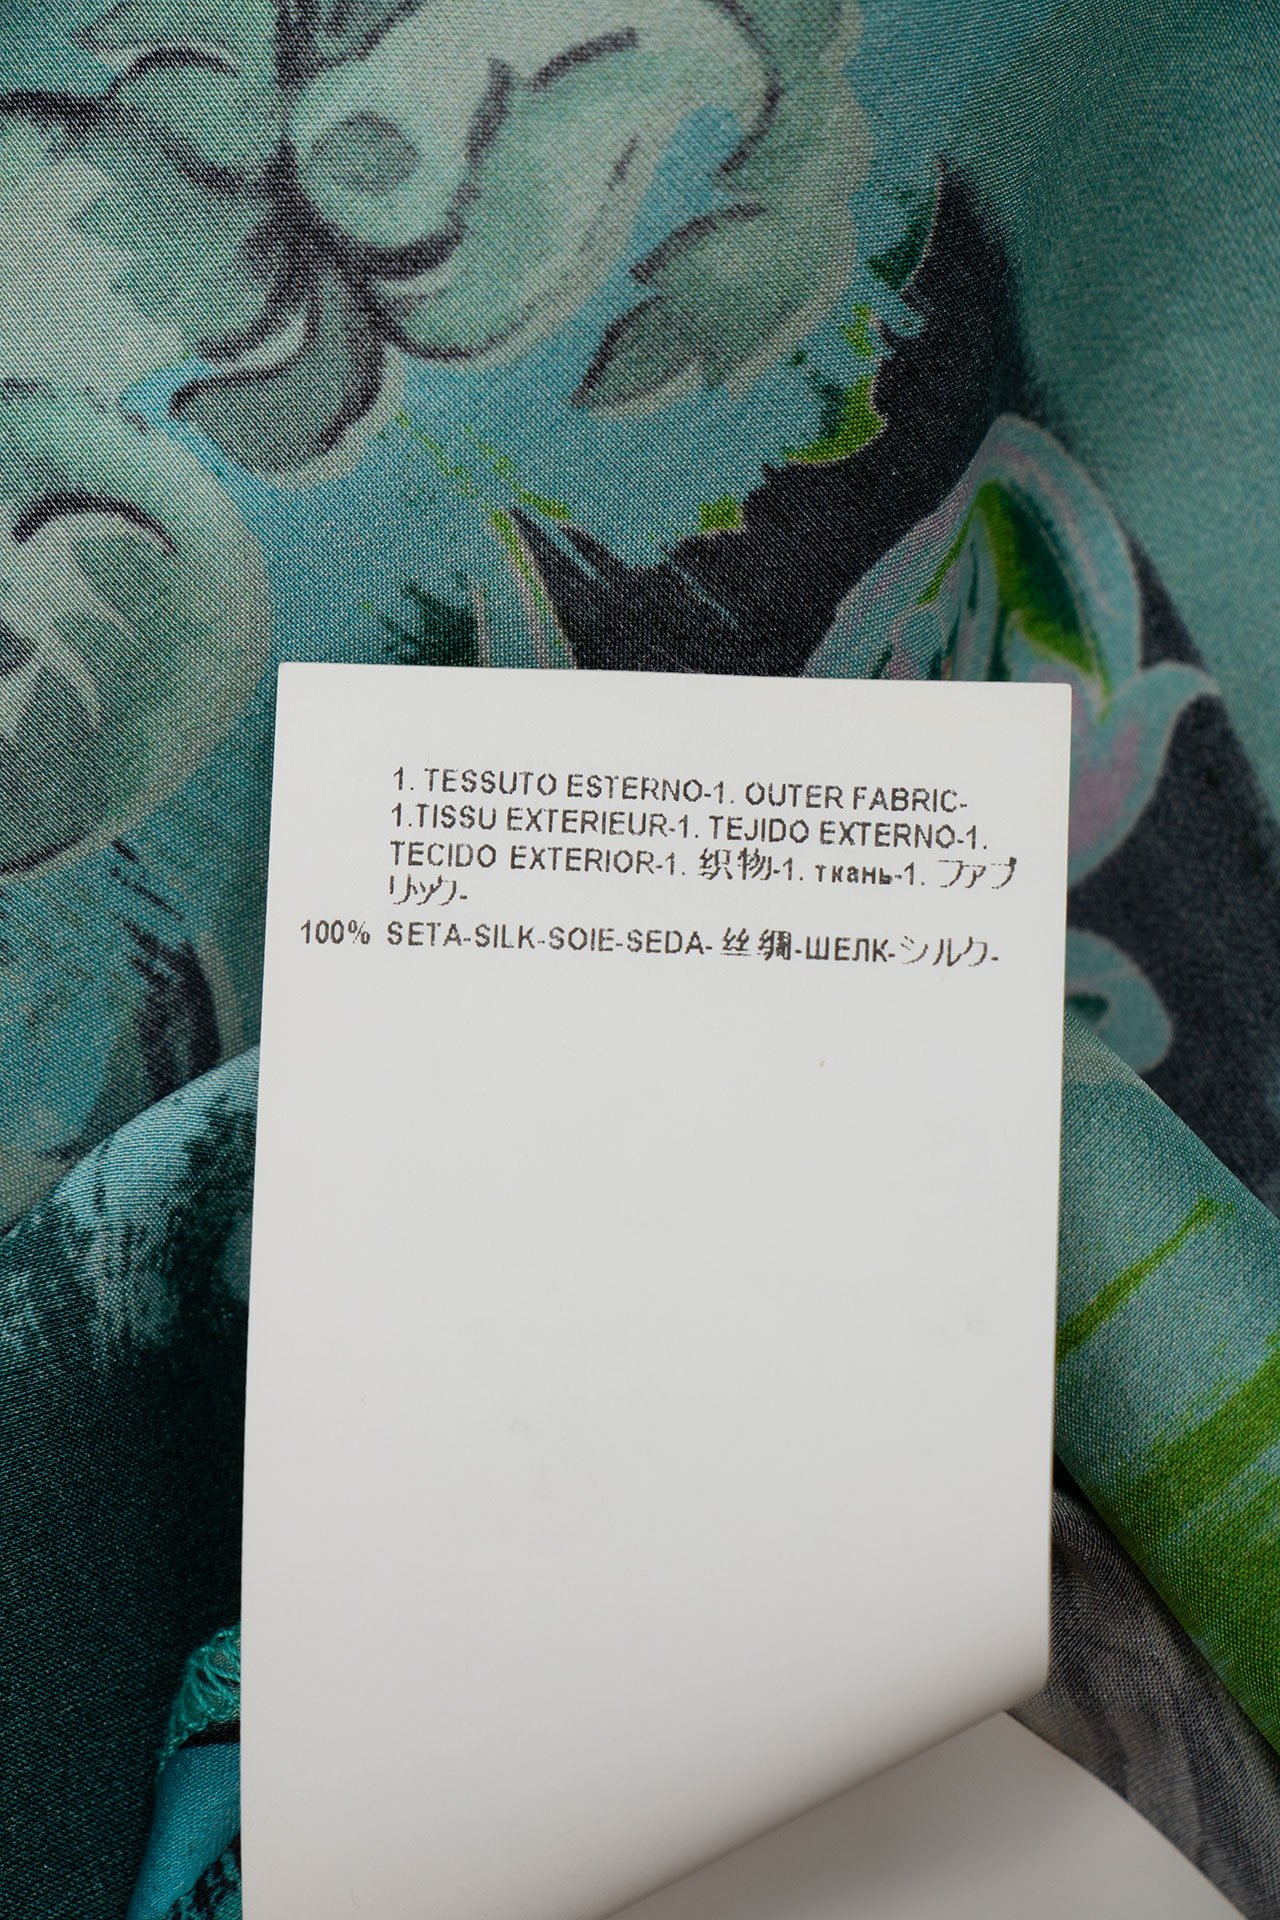 1. TESSUTO ESTERNO-1. OUTER FABRIC-
1.TISSU EXTERIEUR-1. TEJIDO EXTERNO-1.
TECIDO EXTERIOR-1. 织物-1. ткань-1. ファブ
リック-
100% SETA-SILK-SOIE-SEDA- 丝绸-ШЕЛК-シルク-